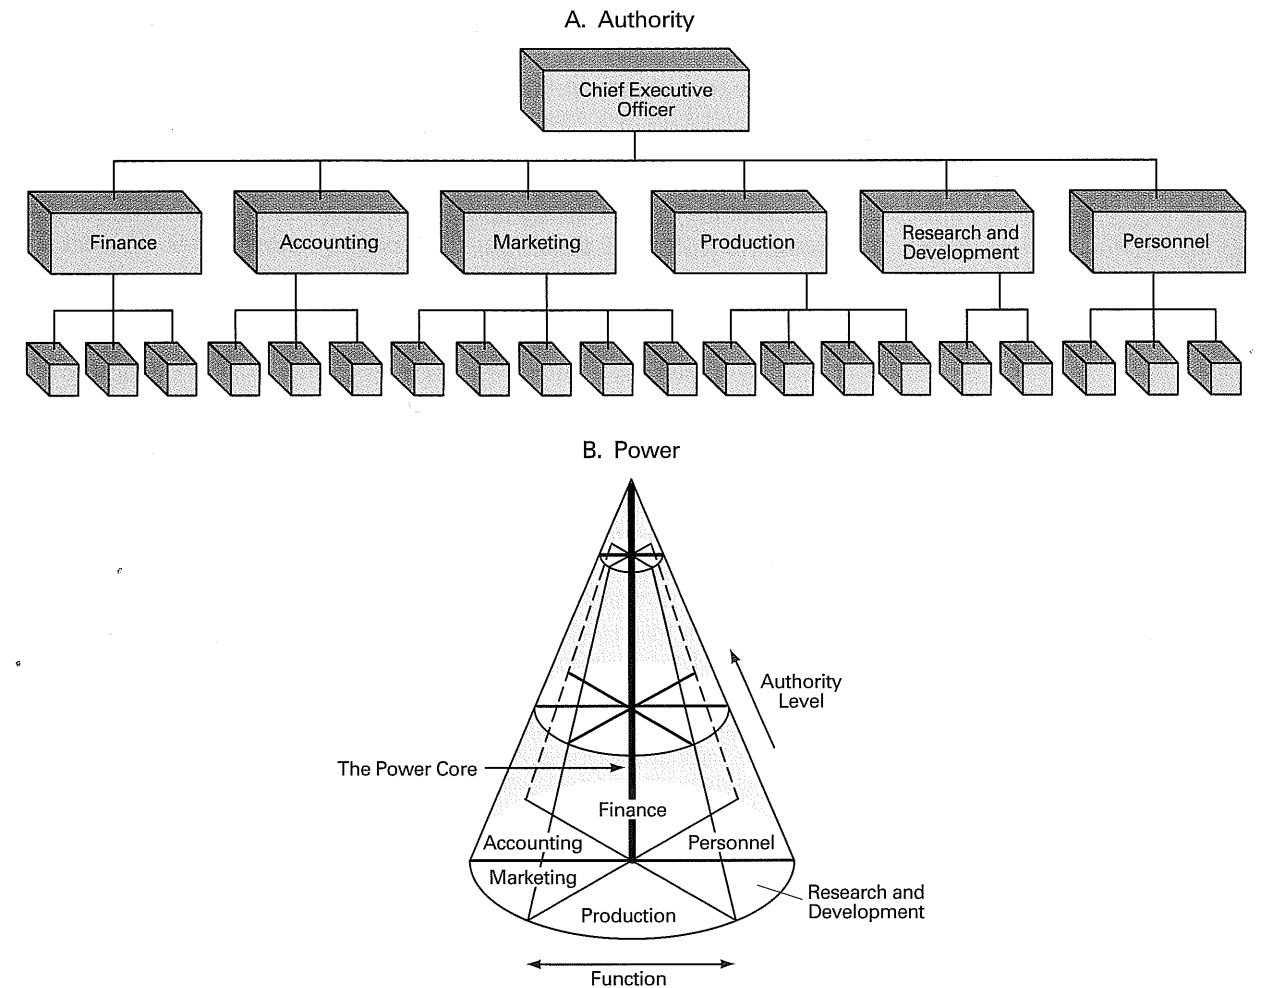 A. Authority
Chief Executive
Officer
Finance
Accounting
Marketing
Production
Research and
Development
Personnel
B. Power
Authority
Level
The Power Core
Finance
Accounting
Personnel
Marketing
Research and
Development
Production
Function